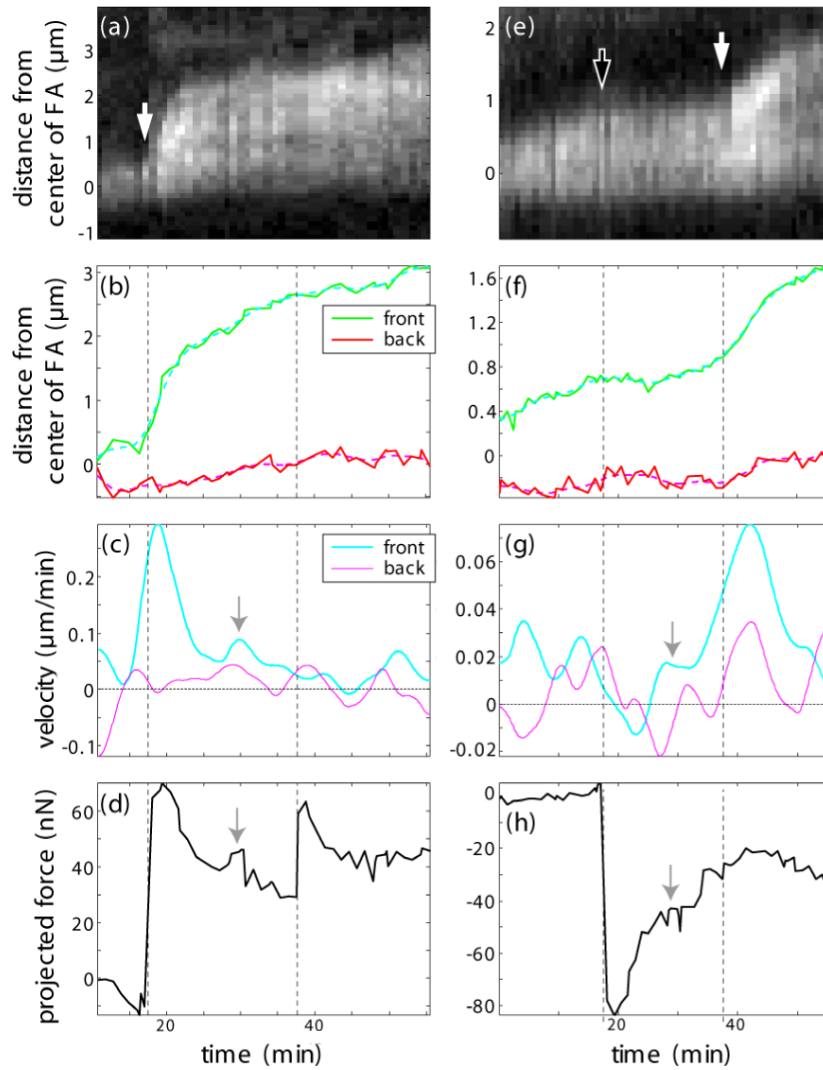 (a)
distance from
center of FA (µm)
3
2
1
0
-1
(e)
2
1
0
(b)
distance from
center of FA (µm)
3
2
1
0
front
back
(f)
1.6
1.2
0.8
0.4
0
(c)
velocity (µm/min)
0.2
0.1
0
-0.1
front
back
(g)
0.06
0.04
0.02
0
-0.02
(d)
projected force (nN)
60
40
20
0
20
40
time (min)
(h)
0
-20
-40
-60
-80
20
40
time (min)